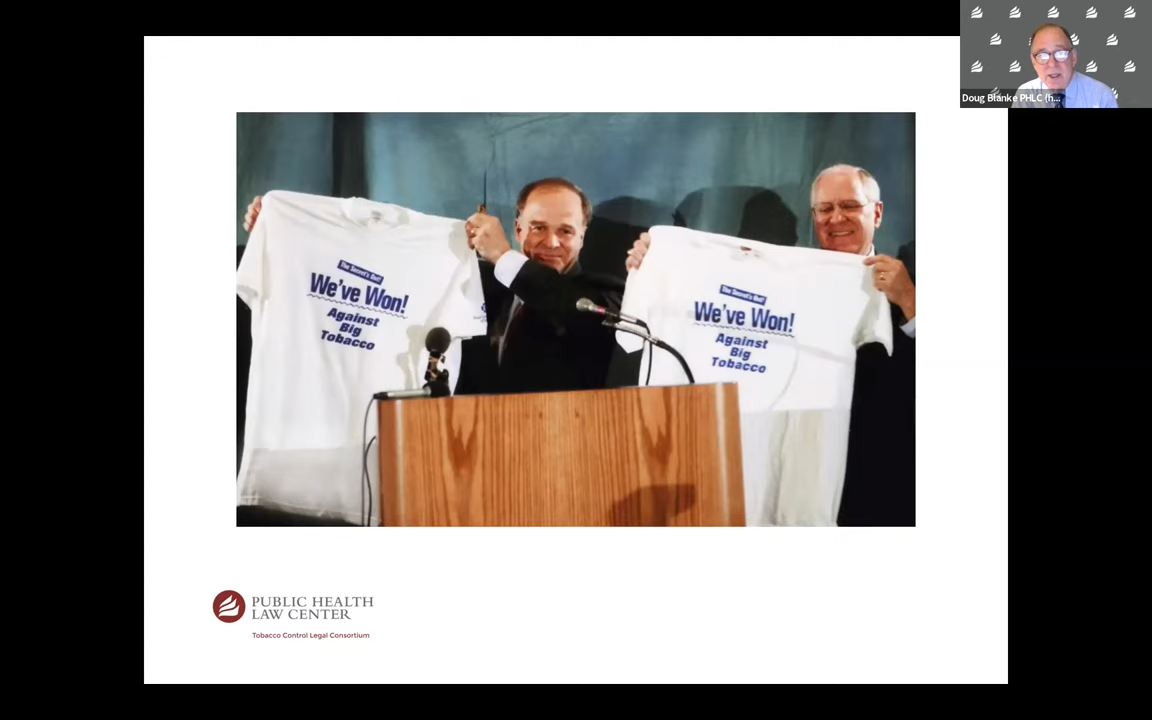 Doug Blanke PHLC (h...
The Secret's Out!
We've Won!
Against
Big
Tobacco
The Secret's Out!
We've Won!
Against
Big
Tobacco
PUBLIC HEALTH
LAW CENTER
Tobacco Control Legal Consortium